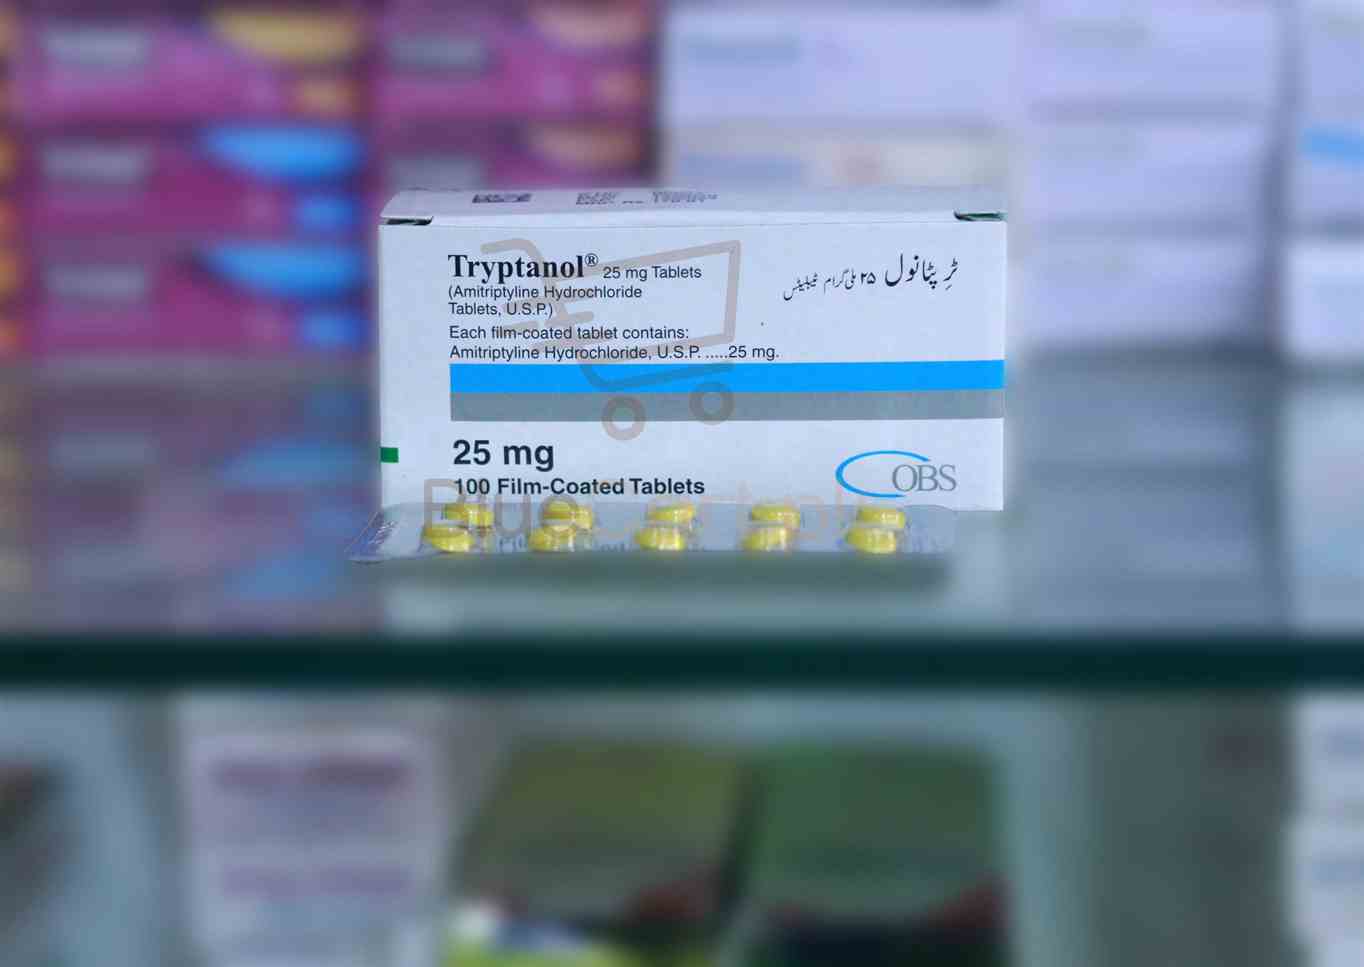 Tryptanol® 25 mg Tablets
ٹرپٹانول ۲۵ ملی گرام ٹیبلیٹس
(Amitriptyline Hydrochloride
Tablets, U.S.P.)
Each film-coated tablet contains:
Amitriptyline Hydrochloride, U.S.P. .....25 mg.
25 mg
100 Film-Coated Tablets
OBS